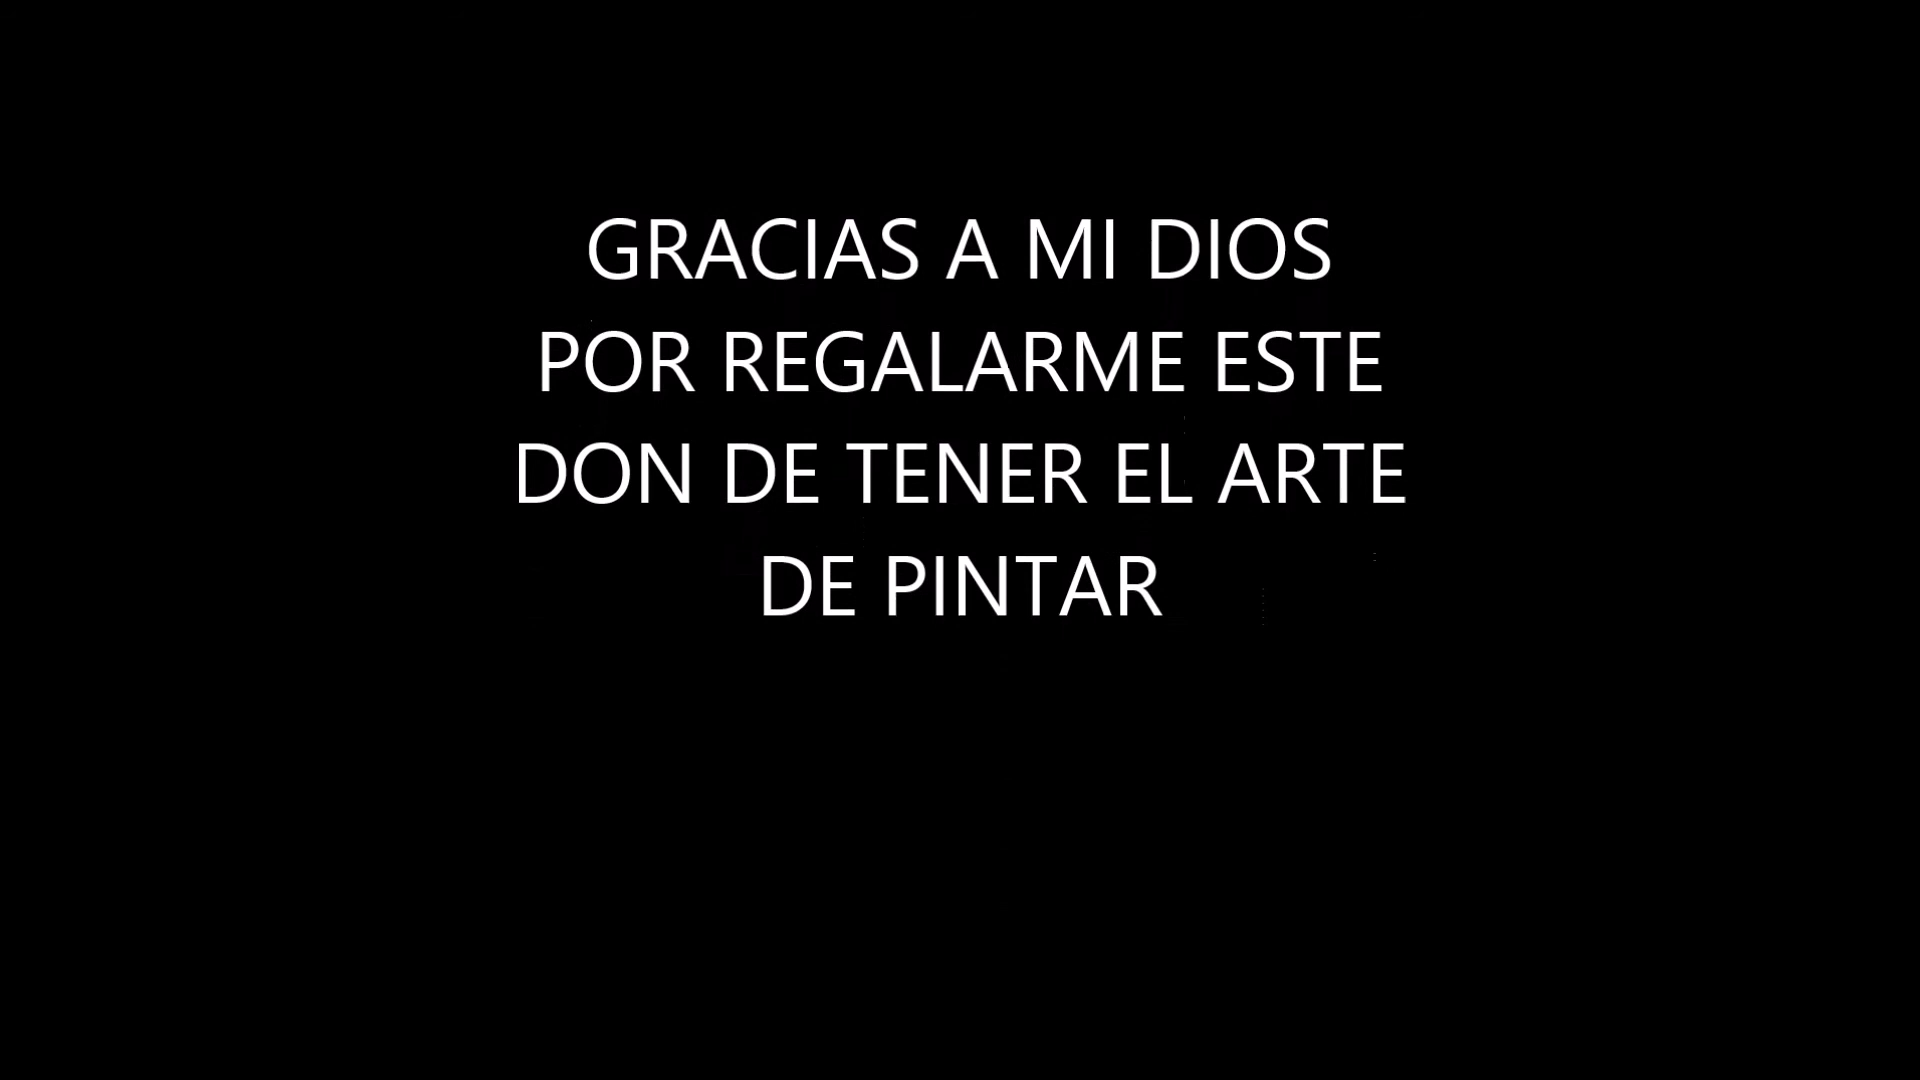 GRACIAS A MI DIOS
POR REGALARME ESTE
DON DE TENER EL ARTE
DE PINTAR